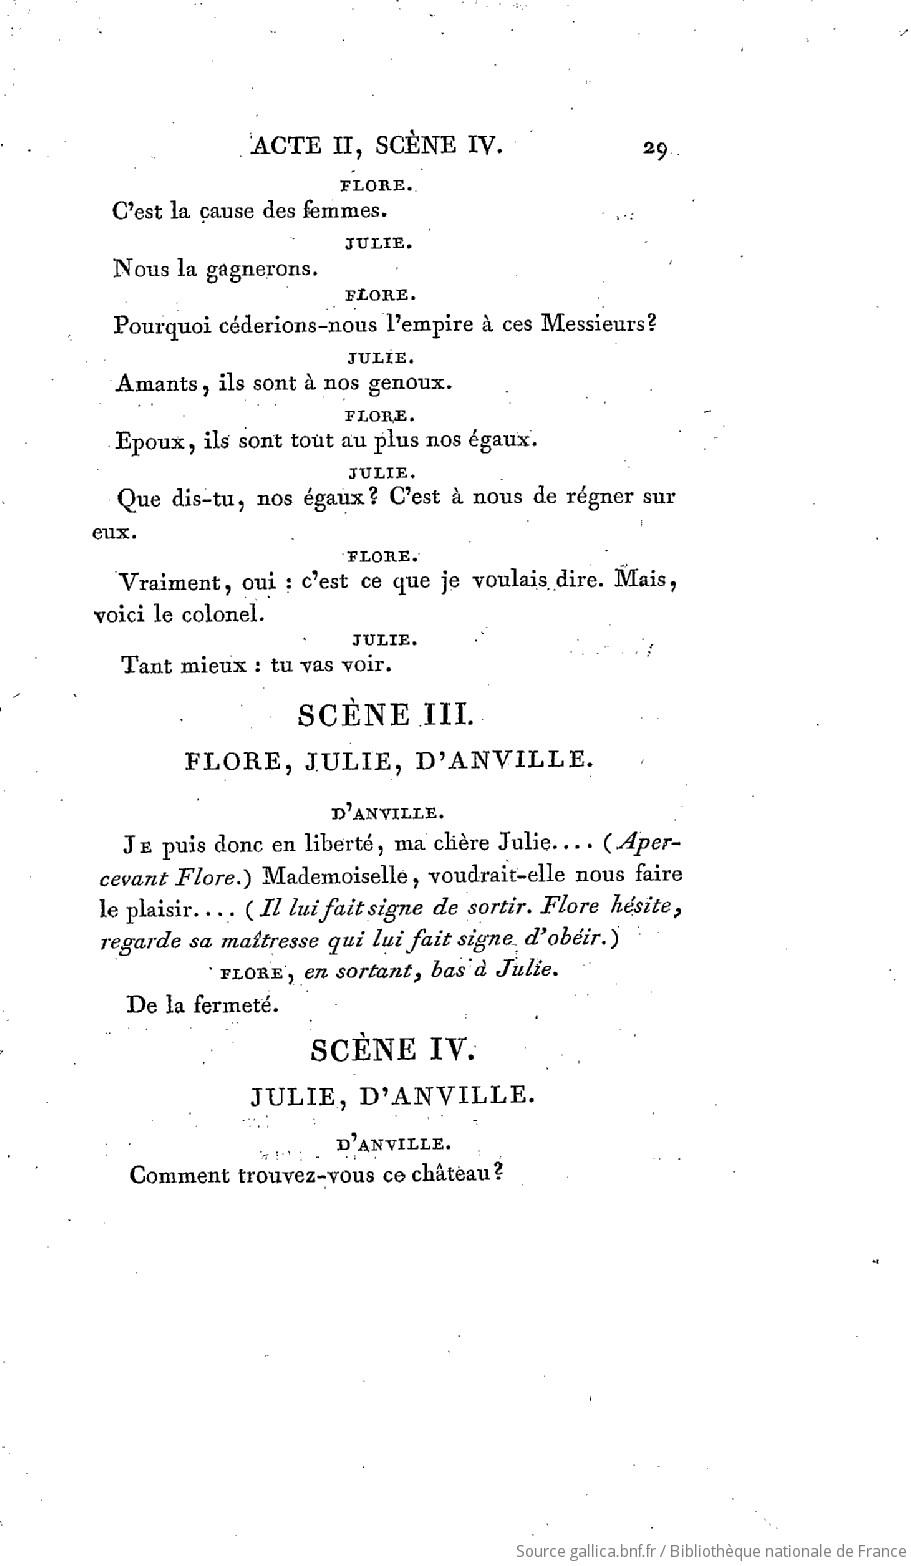 ACTE II, SCÈNE IV. 29
FLORE.
C'est la cause des femmes.
JULIE.
Nous la gagnerons.
FLORE.
Pourquoi céderions-nous l'empire à ces Messieurs?
JULIE.
Amants, ils sont à nos genoux.
FLORE.
Epoux, ils sont tout au plus nos égaux.
JULIE.
Que dis-tu, nos égaux? C'est à nous de régner sur
eux.
FLORE.
Vraiment, oui : c'est ce que je voulais dire. Mais,
voici le colonel.
JULIE.
Tant mieux : tu vas voir.
SCÈNE III.
FLORE, JULIE, D'ANVILLE.
D'ANVILLE.
JE puis donc en liberté, ma chère Julie.... (Aper-
cevant Flore.) Mademoiselle, voudrait-elle nous faire
le plaisir.... (Il lui fait signe de sortir. Flore hésite,
regarde sa maîtresse qui lui fait signe d'obéir.)
FLORE, en sortant, bas à Julie.
De la fermeté.
SCÈNE IV.
JULIE, D'ANVILLE.
D'ANVILLE.
Comment trouvez-vous ce château?
Source gallica.bnf.fr / Bibliothèque nationale de France